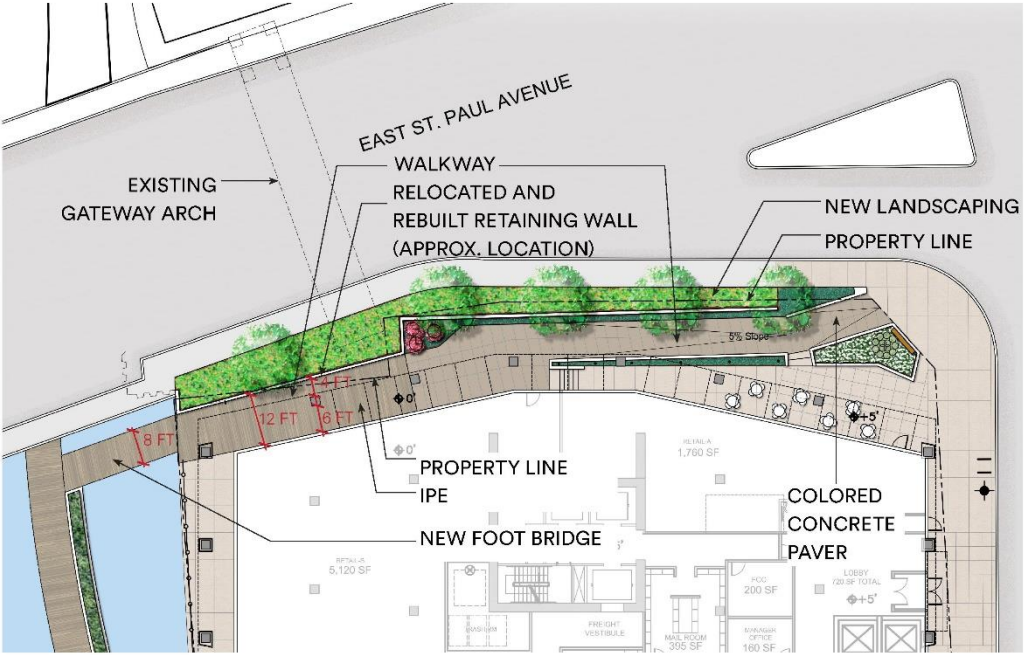 EAST ST. PAUL AVENUE
WALKWAY
EXISTING
GATEWAY ARCH
RELOCATED AND
REBUILT RETAINING WALL
(APPROX. LOCATION)
NEW LANDSCAPING
PROPERTY LINE
5% Slope
4 FT
0'
12 FT
6 FT
+5'
8 FT
0'
RETAIL-A
1,760 SF
PROPERTY LINE
IPE
COLORED
CONCRETE
PAVER
NEW FOOT BRIDGE
5,120 SF
LOBBY
720 SF TOTAL
+5'
FCC
200 SF
FREIGHT
VESTIBULE
MAIL ROOM
395 SF
MANAGER
OFFICE
160 SF